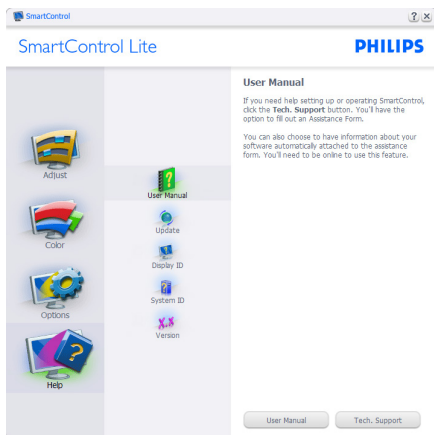 SmartControl
SmartControl Lite
PHILIPS
Adjust
Color
Options
Help
User Manual
Update
Display ID
System ID
X.X
Version
User Manual
If you need help setting up or operating SmartControl,
click the Tech. Support button. You'll have the
option to fill out an Assistance Form.
You can also choose to have information about your
software automatically attached to the assistance
form. You'll need to be online to use this feature.
User Manual
Tech. Support